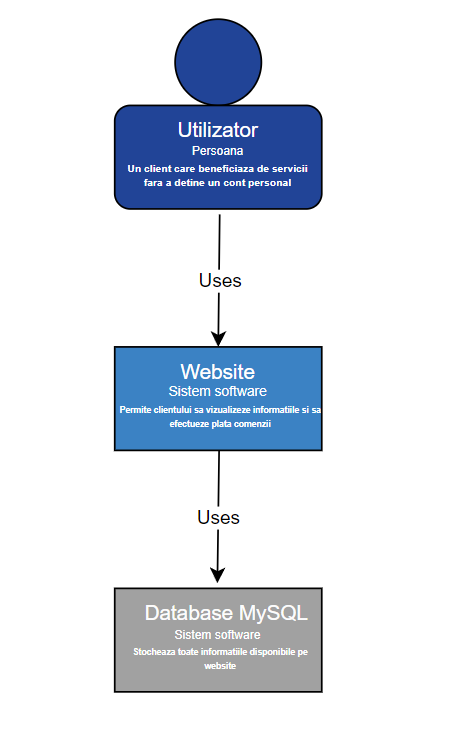 Utilizator
Persoana
Un client care beneficiaza de servicii
fara a detine un cont personal
Uses
Website
Sistem software
Permite clientului sa vizualizeze informatiile si sa
efectueze plata comenzii
Uses
Database MySQL
Sistem software
Stocheaza toate informatiile disponibile pe
website